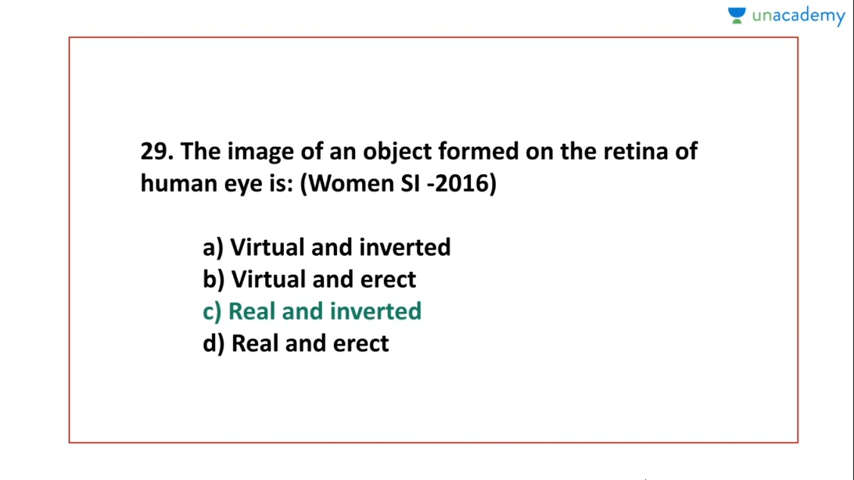 unacademy
29. The image of an object formed on the retina of
human eye is: (Women SI -2016)
a) Virtual and inverted
b) Virtual and erect
c) Real and inverted
d) Real and erect